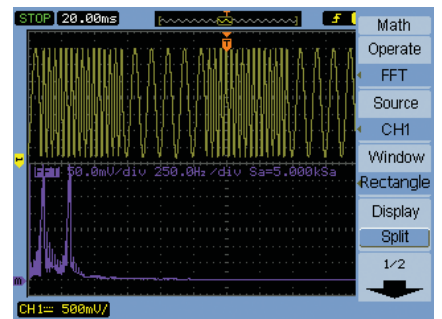 STOP 20.00ms
Math
Operate
FFT
Source
CH1
Window
Rectangle
Display
Split
1/2
T
FFT 50.0mV/div 250.0Hz/div Sa=5.000kSa
CH1 500mV/